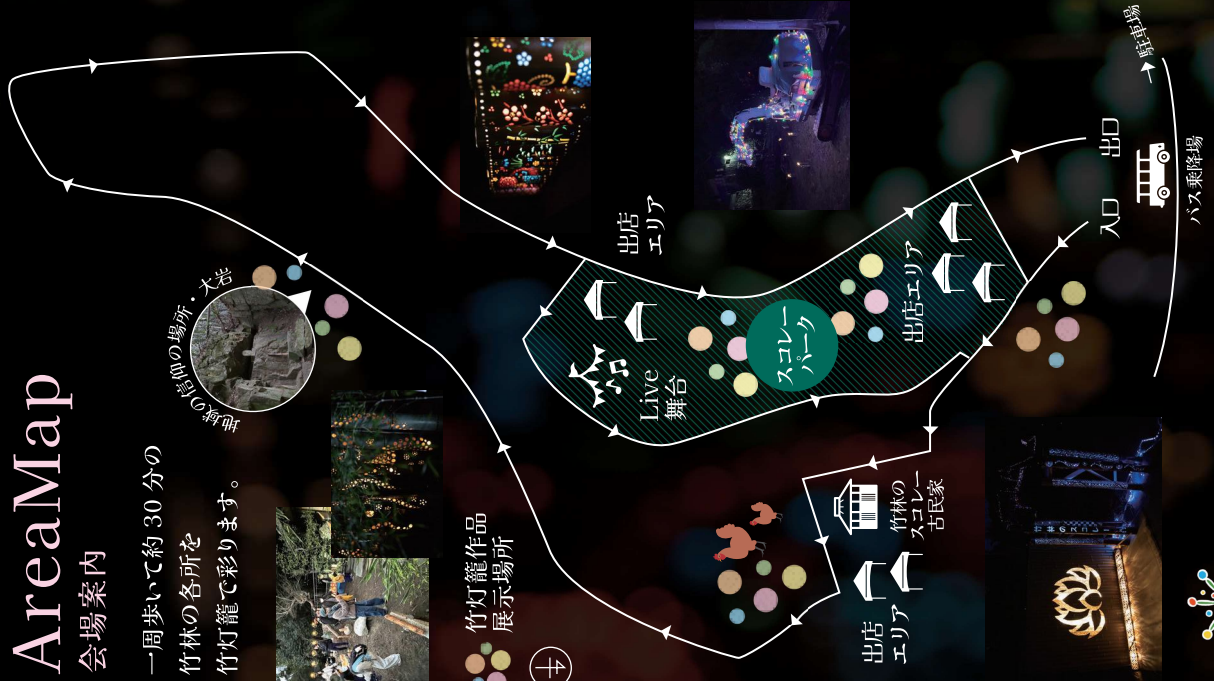 AreaMap
会場案内
一周歩いて約30分の
竹林の各所を
竹灯籠で彩ります。
地域の信仰の場所・大岩
竹灯籠作品
展示場所
出店
エリア
Live
舞台
スコレー
パーク
出店エリア
竹林の
スコレー
古民家
出店
エリア
入口
出口
バス乗降場
→駐車場